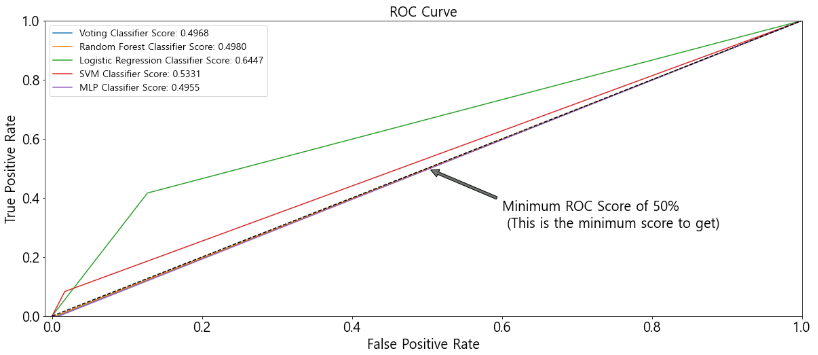 ROC Curve
Voting Classifier Score: 0.4968
Random Forest Classifier Score: 0.4980
Logistic Regression Classifier Score: 0.6447
SVM Classifier Score: 0.5331
MLP Classifier Score: 0.4955
1.0
0.8
0.6
0.4
0.2
0.0
True Positive Rate
Minimum ROC Score of 50%
(This is the minimum score to get)
0.0 0.2 0.4 0.6 0.8 1.0
False Positive Rate